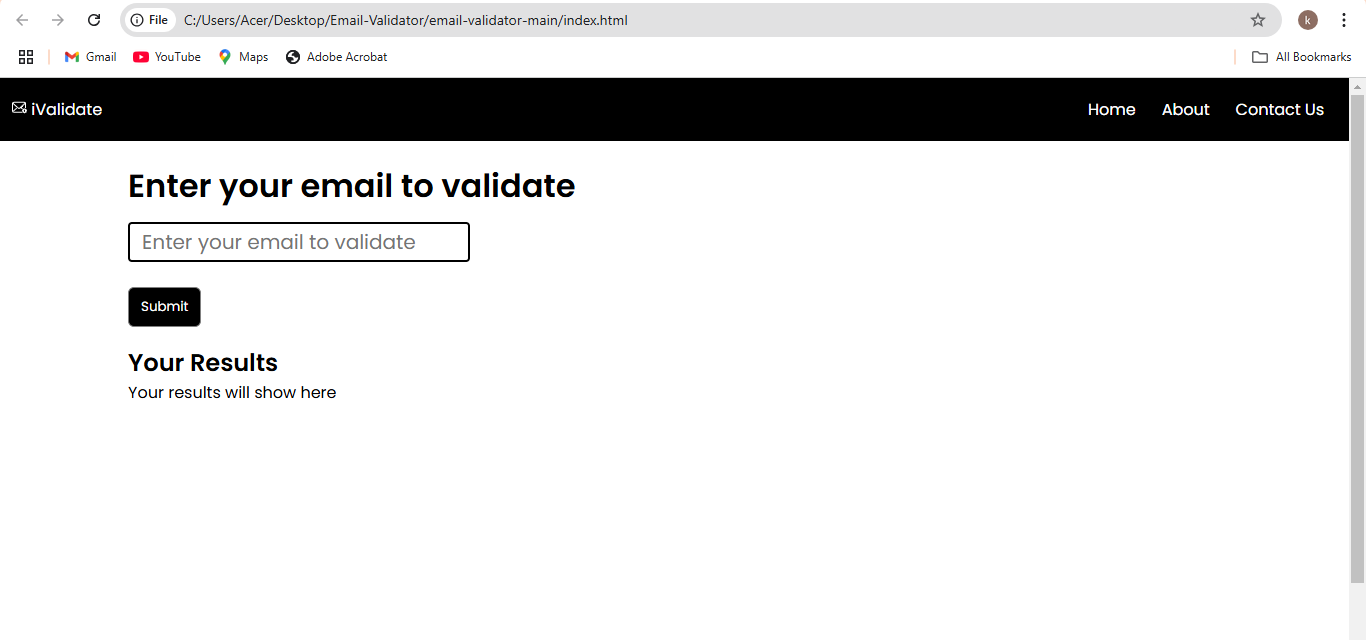 File C:/Users/Acer/Desktop/Email-Validator/email-validator-main/index.html k
Gmail YouTube Maps Adobe Acrobat All Bookmarks
iValidate Home About Contact Us
Enter your email to validate
Enter your email to validate
Submit
Your Results
Your results will show here